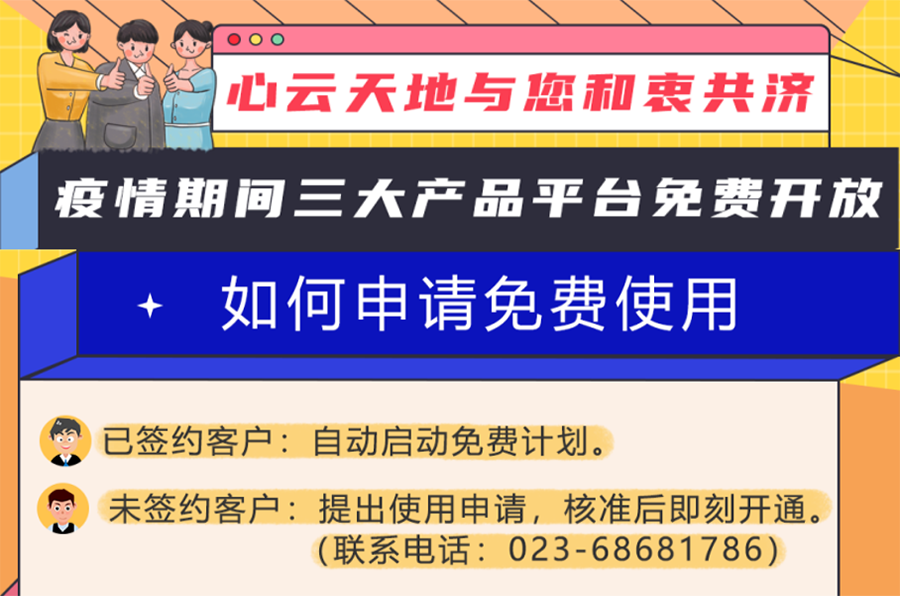 心云天地与您和衷共济
疫情期间三大产品平台免费开放
如何申请免费使用
已签约客户：自动启动免费计划。
未签约客户：提出使用申请，核准后即刻开通。
(联系电话：023-68681786)